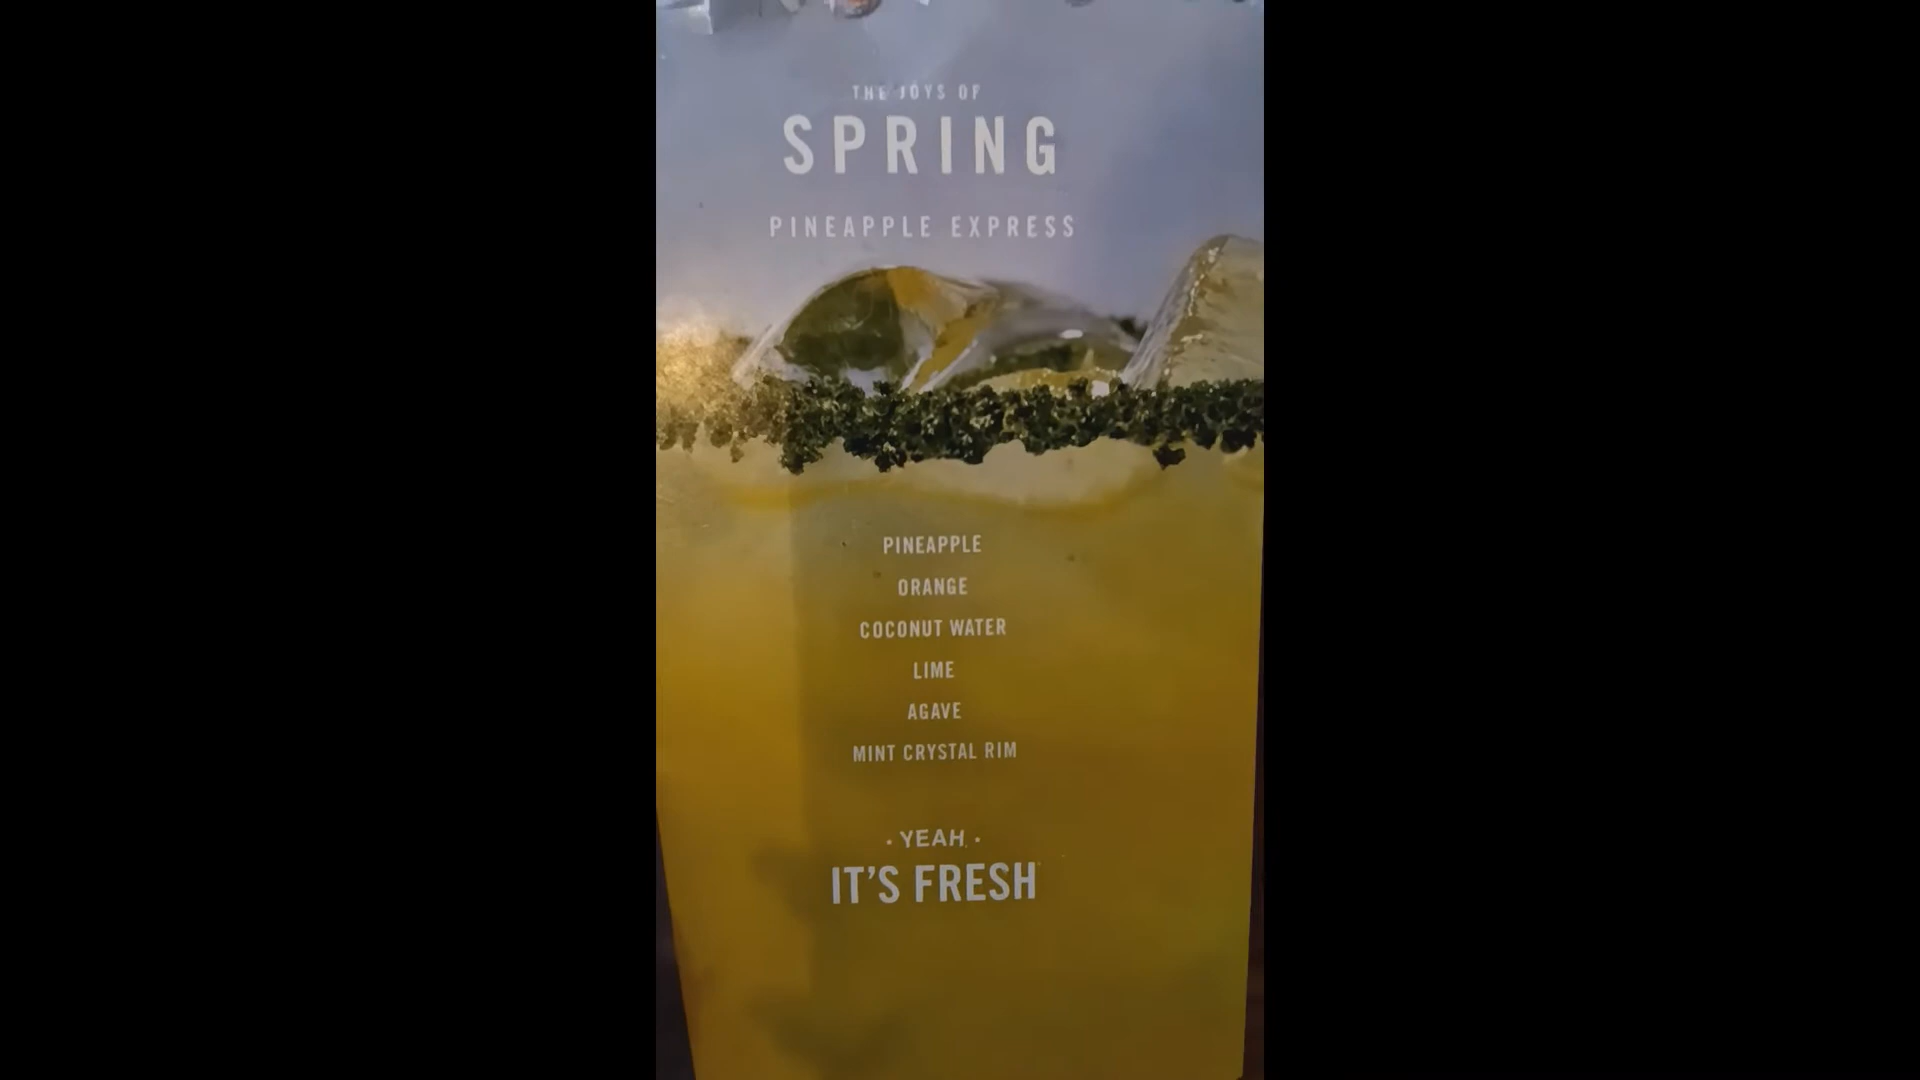 THE JOYS OF
SPRING
PINEAPPLE EXPRESS
PINEAPPLE
ORANGE
COCONUT WATER
LIME
AGAVE
MINT CRYSTAL RIM
· YEAH ·
IT'S FRESH